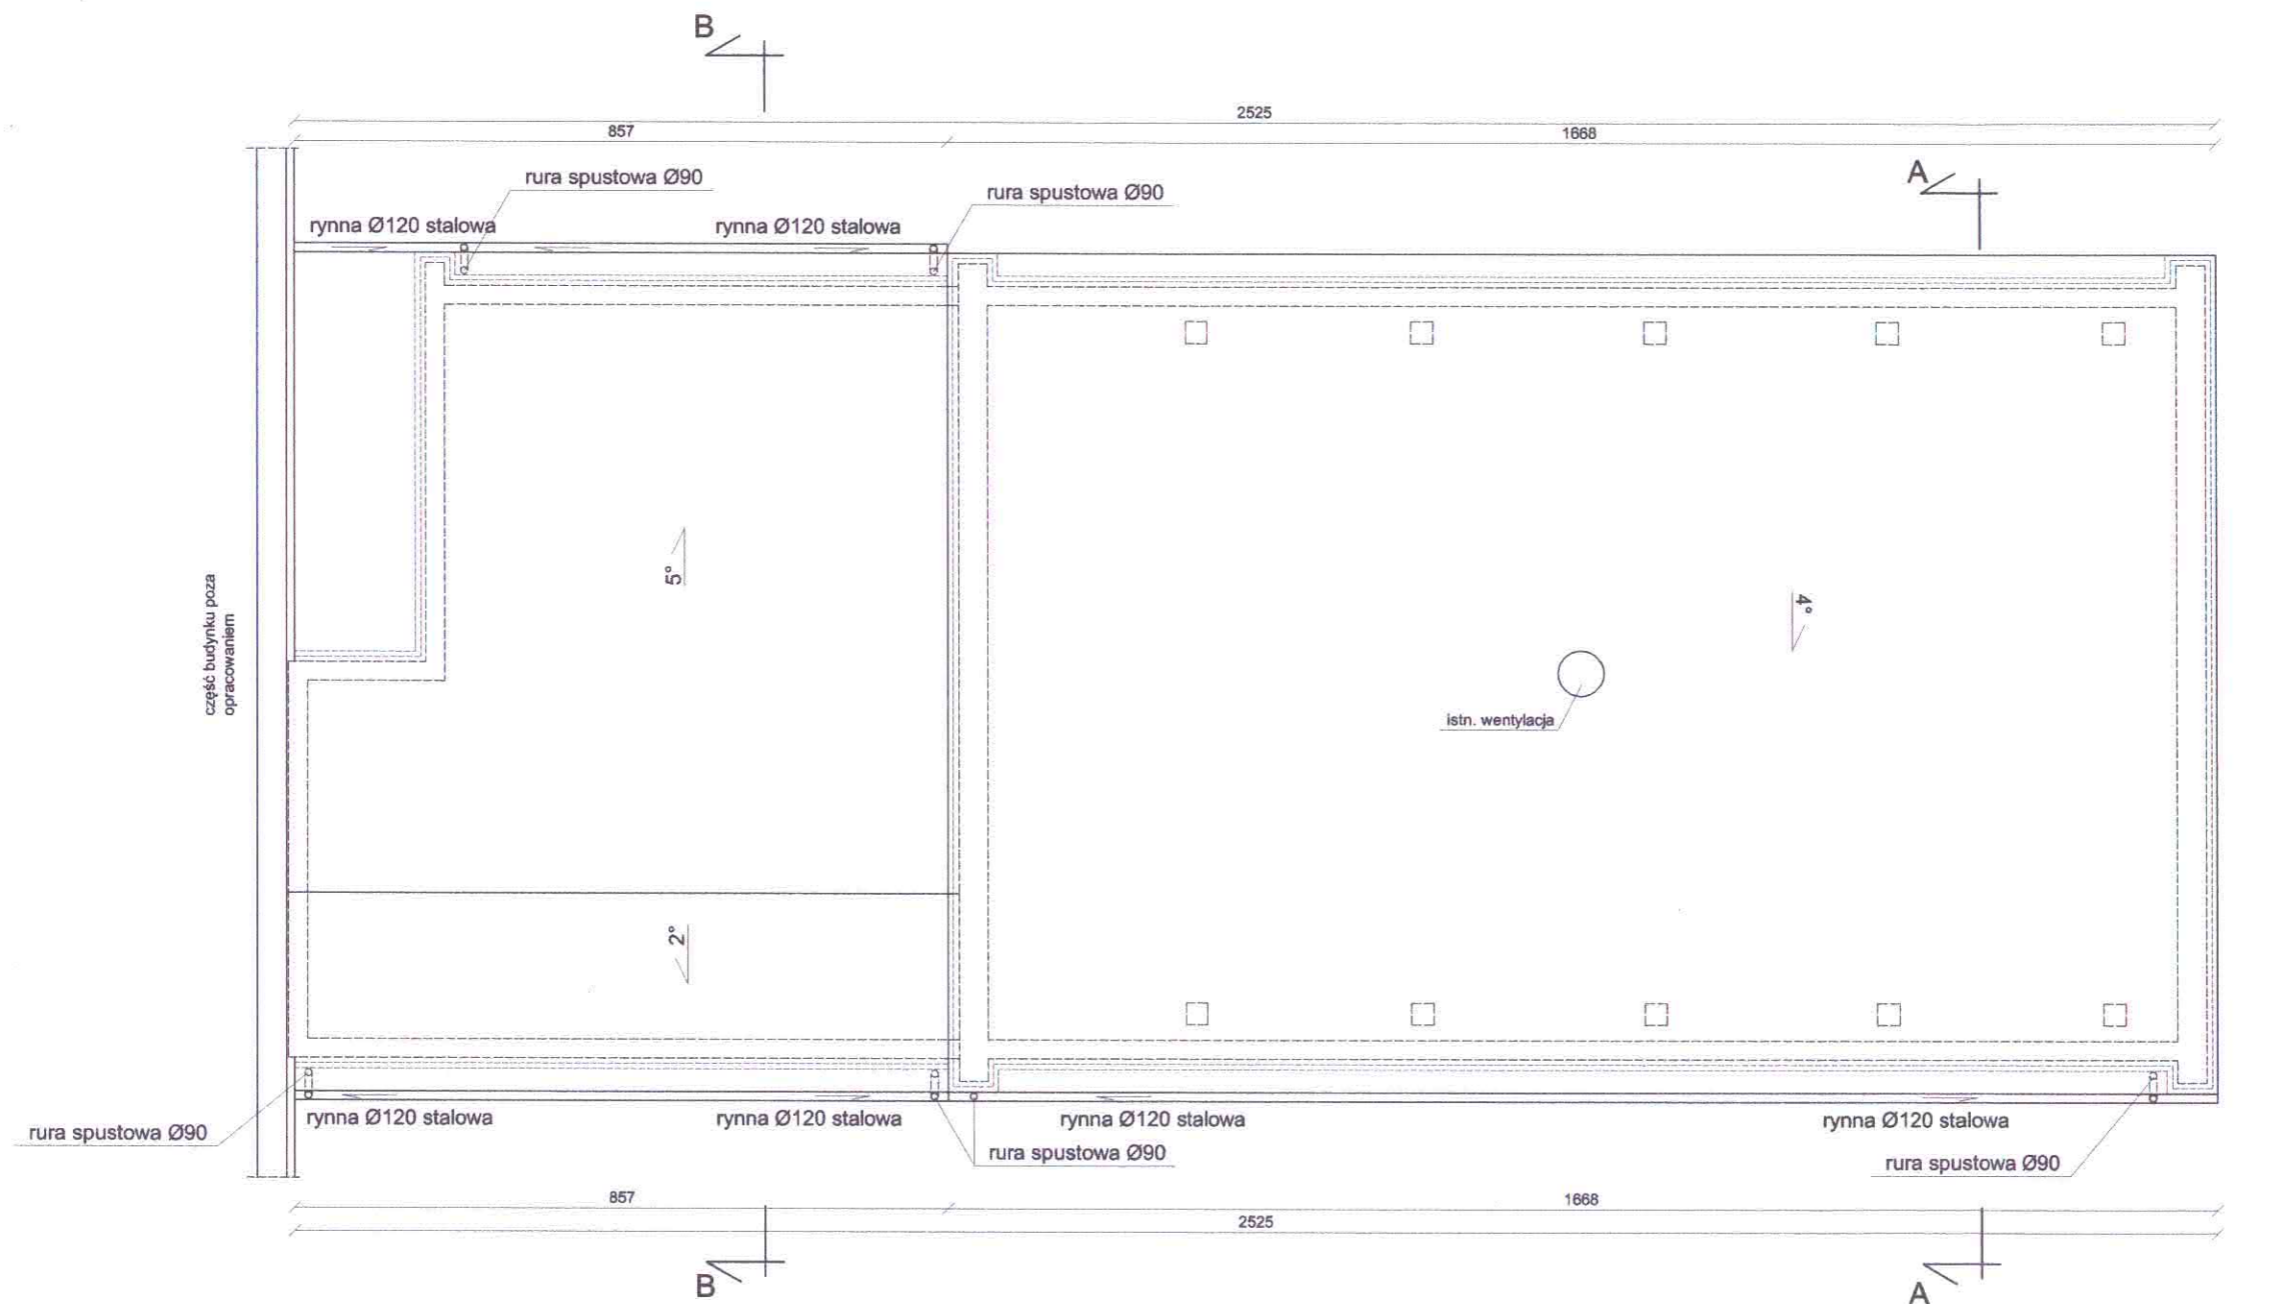 B
2525
857
1668
A
rura spustowa Ø90
rura spustowa Ø90
rynna Ø120 stalowa
rynna Ø120 stalowa
5°
4°
część budynku poza
opracowaniem
istn. wentylacja
2°
rynna Ø120 stalowa
rynna Ø120 stalowa
rynna Ø120 stalowa
rynna Ø120 stalowa
rura spustowa Ø90
rura spustowa Ø90
rura spustowa Ø90
857
1668
2525
B
A